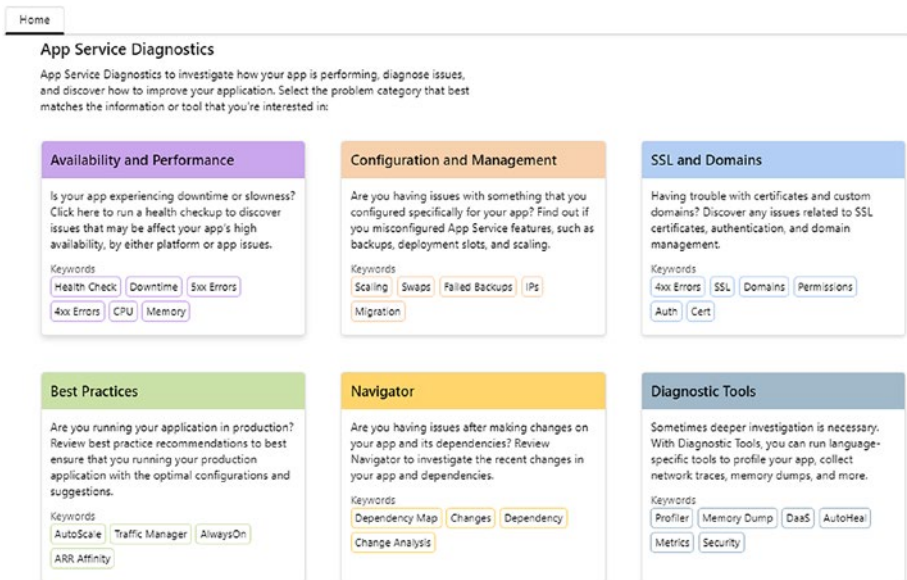 Home
App Service Diagnostics
App Service Diagnostics to investigate how your app is performing, diagnose issues,
and discover how to improve your application. Select the problem category that best
matches the information or tool that you're interested in:
Availability and Performance
Is your app experiencing downtime or slowness?
Click here to run a health checkup to discover
issues that may be affect your app's high
availability, by either platform or app issues.
Keywords
Health Check Downtime 5xx Errors
4xx Errors CPU Memory
Configuration and Management
Are you having issues with something that you
configured specifically for your app? Find out if
you misconfigured App Service features, such as
backups, deployment slots, and scaling.
Keywords
Scaling Swaps Failed Backups IPs
Migration
SSL and Domains
Having trouble with certificates and custom
domains? Discover any issues related to SSL
certificates, authentication, and domain
management.
Keywords
4xx Errors SSL Domains Permissions
Auth Cert
Best Practices
Are you running your application in production?
Review best practice recommendations to best
ensure that you running your production
application with the optimal configurations and
suggestions.
Keywords
AutoScale Traffic Manager AlwaysOn
ARR Affinity
Navigator
Are you having issues after making changes on
your app and its dependencies? Review
Navigator to investigate the recent changes in
your app and dependencies.
Keywords
Dependency Map Changes Dependency
Change Analysis
Diagnostic Tools
Sometimes deeper investigation is necessary.
With Diagnostic Tools, you can run language-
specific tools to profile your app, collect
network traces, memory dumps, and more.
Keywords
Profiler Memory Dump DaaS AutoHeal
Metrics Security